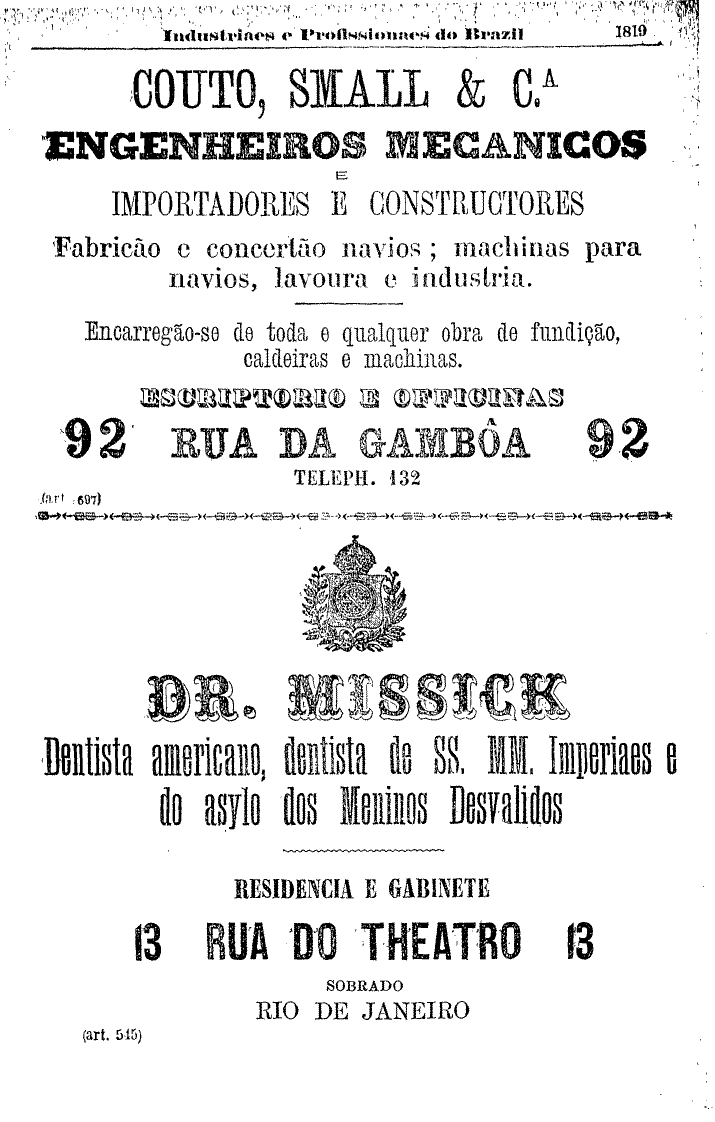 Industriaes e Profissionaes do Brazil 1819
COUTO, SMALL & C.A
ENGENHEIROS MECANICOS
E
IMPORTADORES E CONSTRUCTORES
Fabricão e concertão navios ; machinas para
navios, lavoura e industria.
Encarregão-se de toda e qualquer obra de fundição,
caldeiras e machinas.
ESCRIPTORIO E OFFICINAS
92 RUA DA GAMBÔA 92
TELEPH. 132
(art. 697)
DR. MISSICK
Dentista americano, dentista de SS. MM. Imperiaes e
do asylo dos Meninos Desvalidos
RESIDENCIA E GABINETE
13 RUA DO THEATRO 13
SOBRADO
RIO DE JANEIRO
(art. 545)